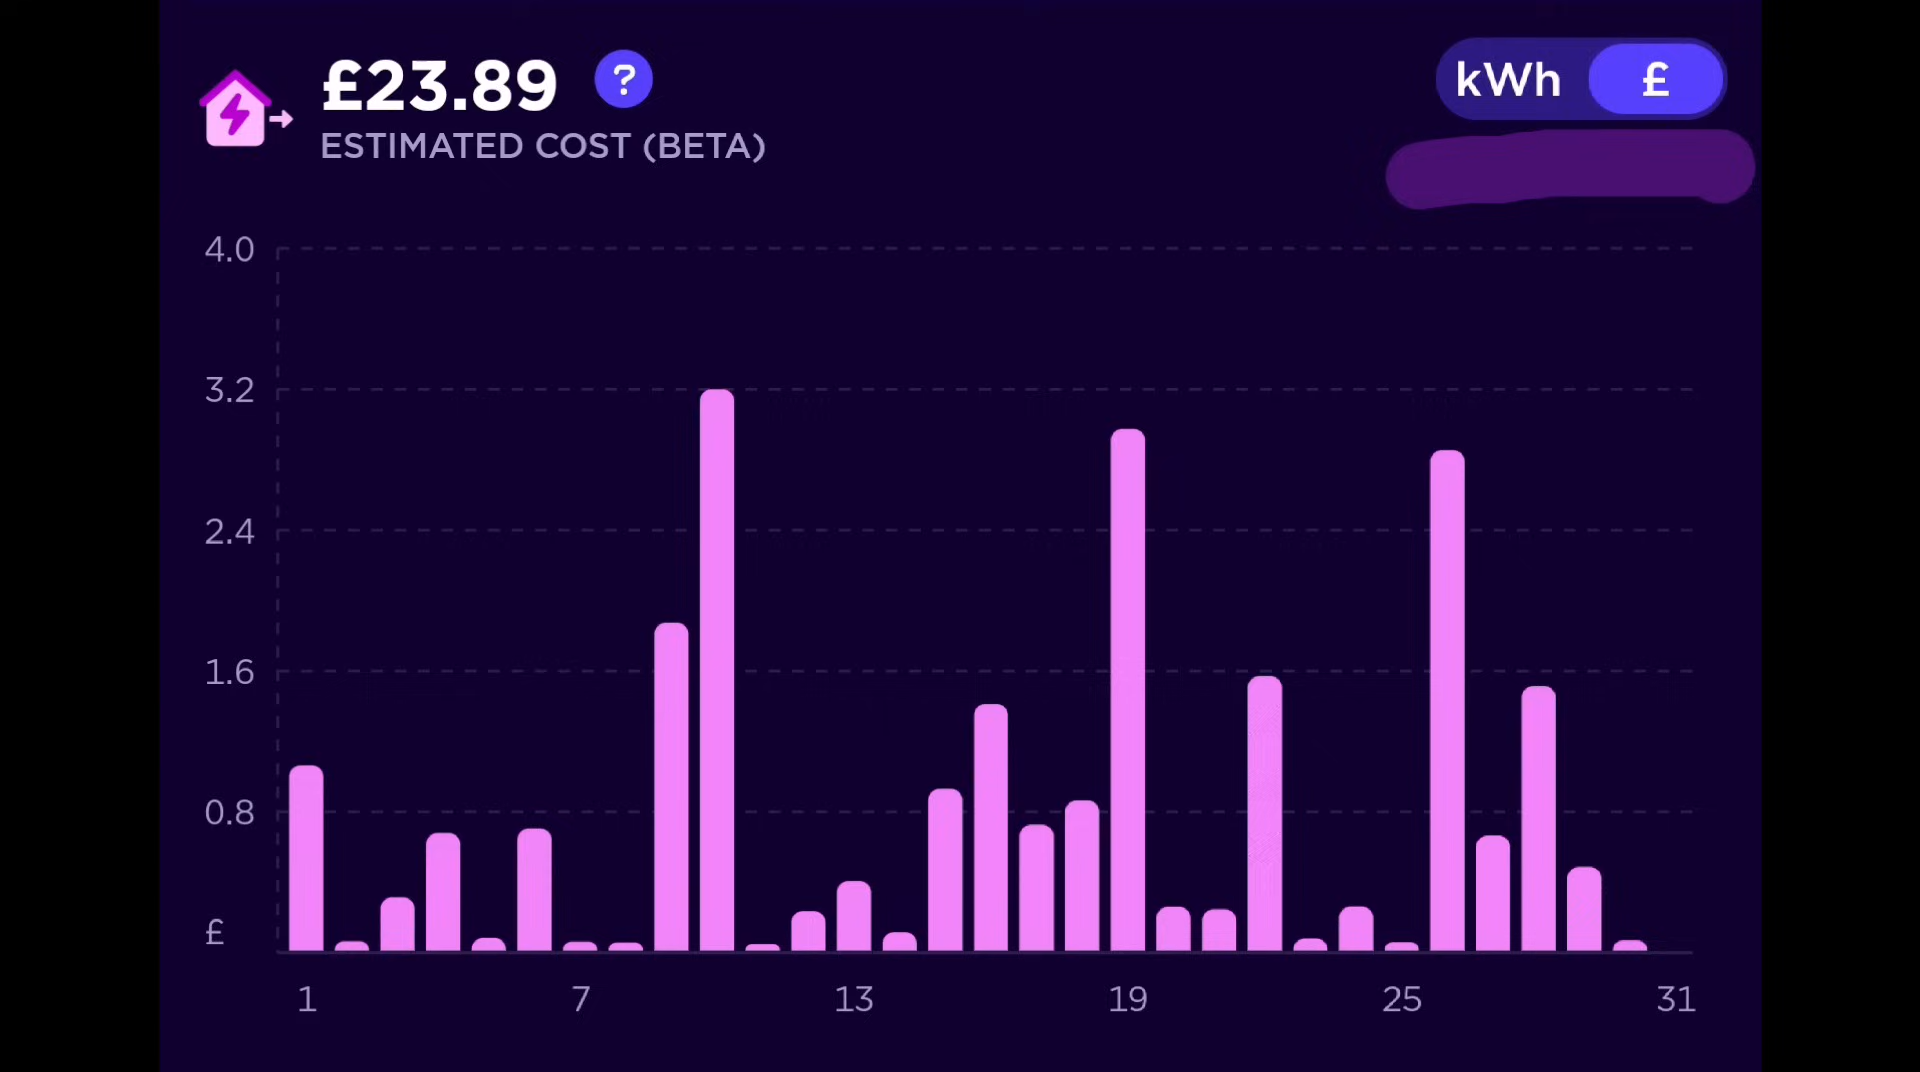 £23.89 ?
ESTIMATED COST (BETA)
kWh £
4.0
3.2
2.4
1.6
0.8
£
1 7 13 19 25 31